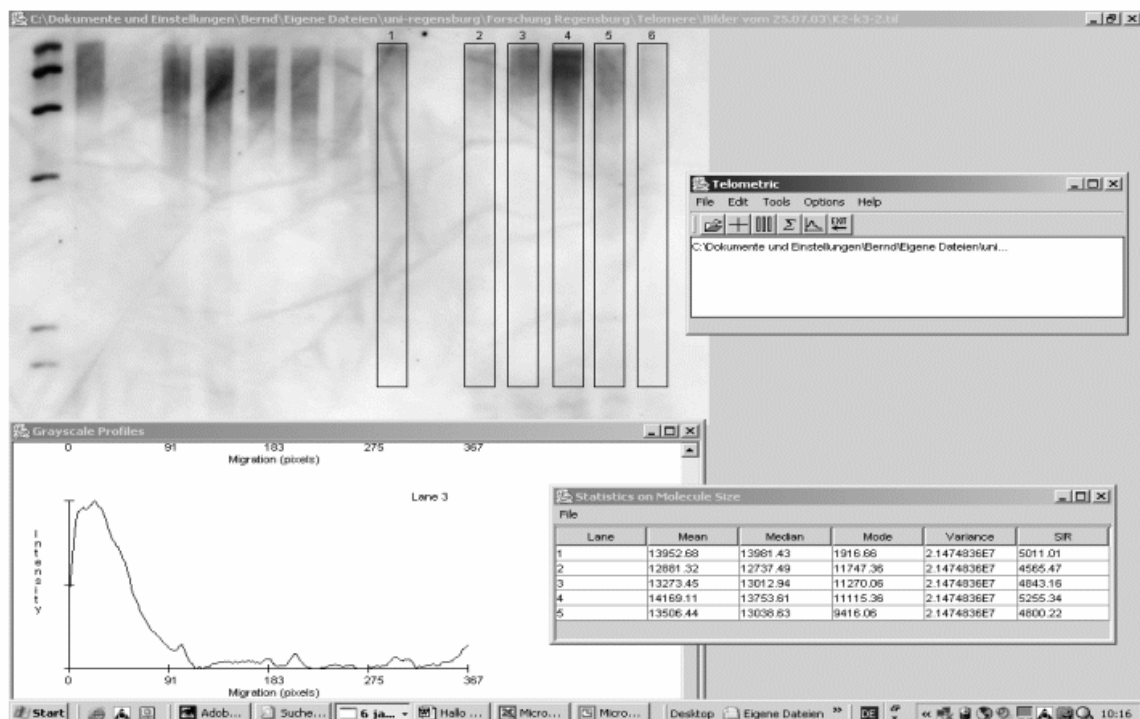 C:\Dokumente und Einstellungen\Bernd\Eigene Dateien\uni-regensburg\Forschung Regensburg\Telomere\Bilder vom 25.07.03\K2-k3-2.tif
1 2 3 4 5 6
Telometric
File Edit Tools Options Help
Σ EXIT
C:\Dokumente und Einstellungen\Bernd\Eigene Dateien\uni...
Grayscale Profiles
0 91 183 275 367
Migration (pixels)
Lane 3
Intensity
0 91 183 275 367
Migration (pixels)
Statistics on Molecule Size
File
Lane Mean Median Mode Variance SIR
1 13952.68 13981.43 1916.66 2.1474836E7 5011.01
2 12881.32 12737.49 11747.36 2.1474836E7 4565.47
3 13273.45 13012.94 11270.06 2.1474836E7 4843.16
4 14169.11 13753.61 11115.36 2.1474836E7 5255.34
5 13506.44 13038.63 9416.06 2.1474836E7 4800.22
Start Adob... Suche... 6 ja... Hallo ... Micro... Micro... Desktop Eigene Dateien » DE « 10:16